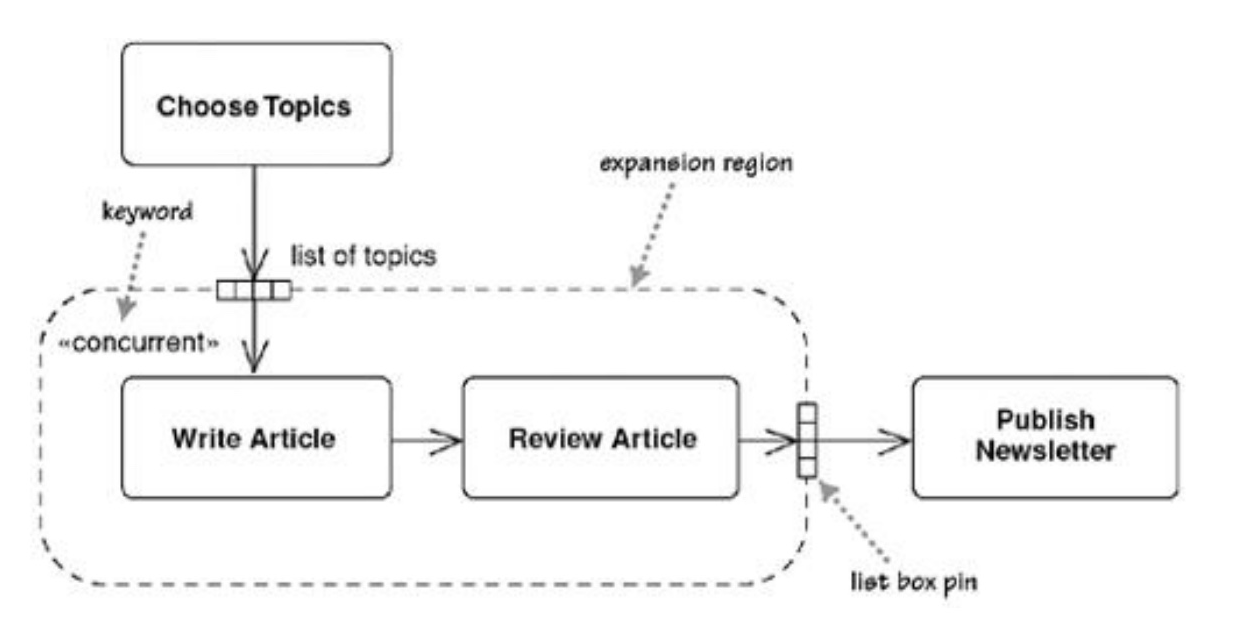 Choose Topics
expansion region
keyword
list of topics
«concurrent»
Write Article
Review Article
Publish
Newsletter
list box pin